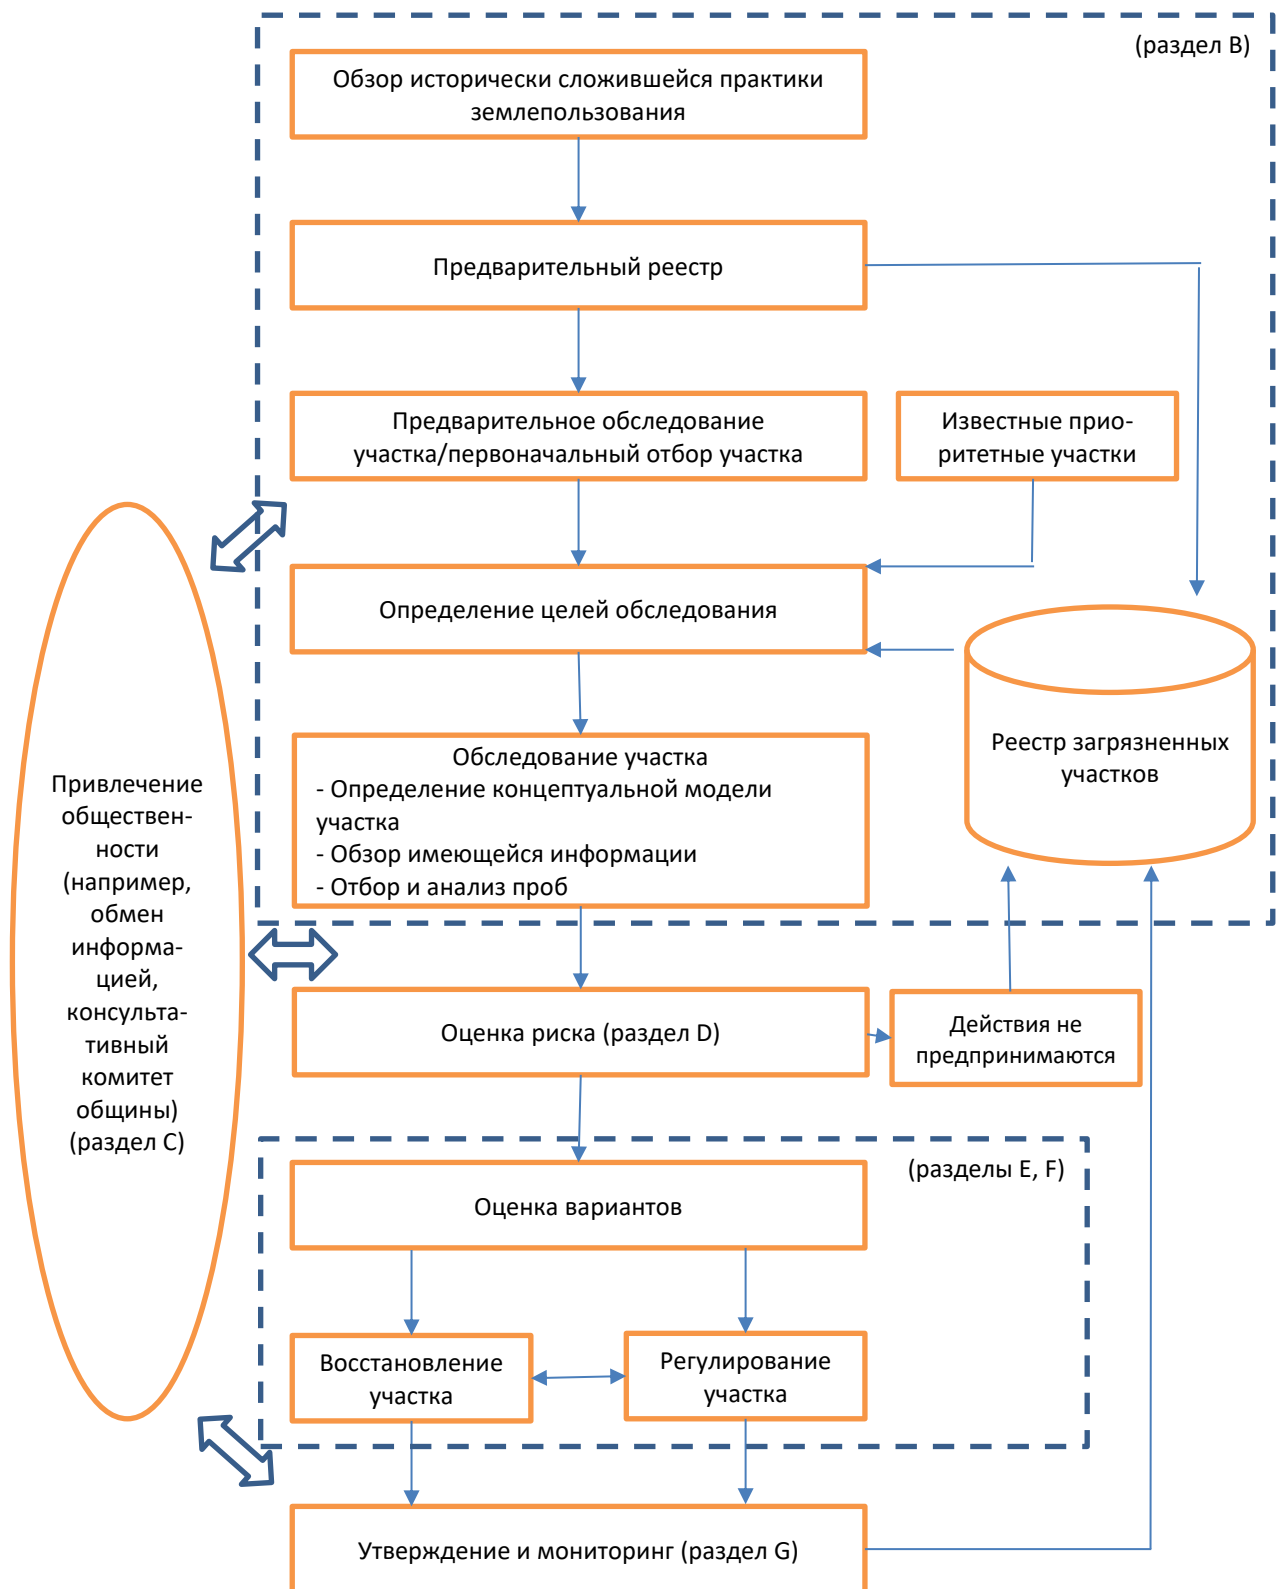 (раздел B)
Обзор исторически сложившейся практики
землепользования
Предварительный реестр
Предварительное обследование
участка/первоначальный отбор участка
Известные прио-
ритетные участки
Определение целей обследования
Реестр загрязненных
участков
Обследование участка
- Определение концептуальной модели
участка
- Обзор имеющейся информации
- Отбор и анализ проб
Привлечение
обществен-
ности
(например,
обмен
информа-
цией,
консульта-
тивный
комитет
общины)
(раздел C)
Оценка риска (раздел D)
Действия не
предпринимаются
(разделы E, F)
Оценка вариантов
Восстановление
участка
Регулирование
участка
Утверждение и мониторинг (раздел G)